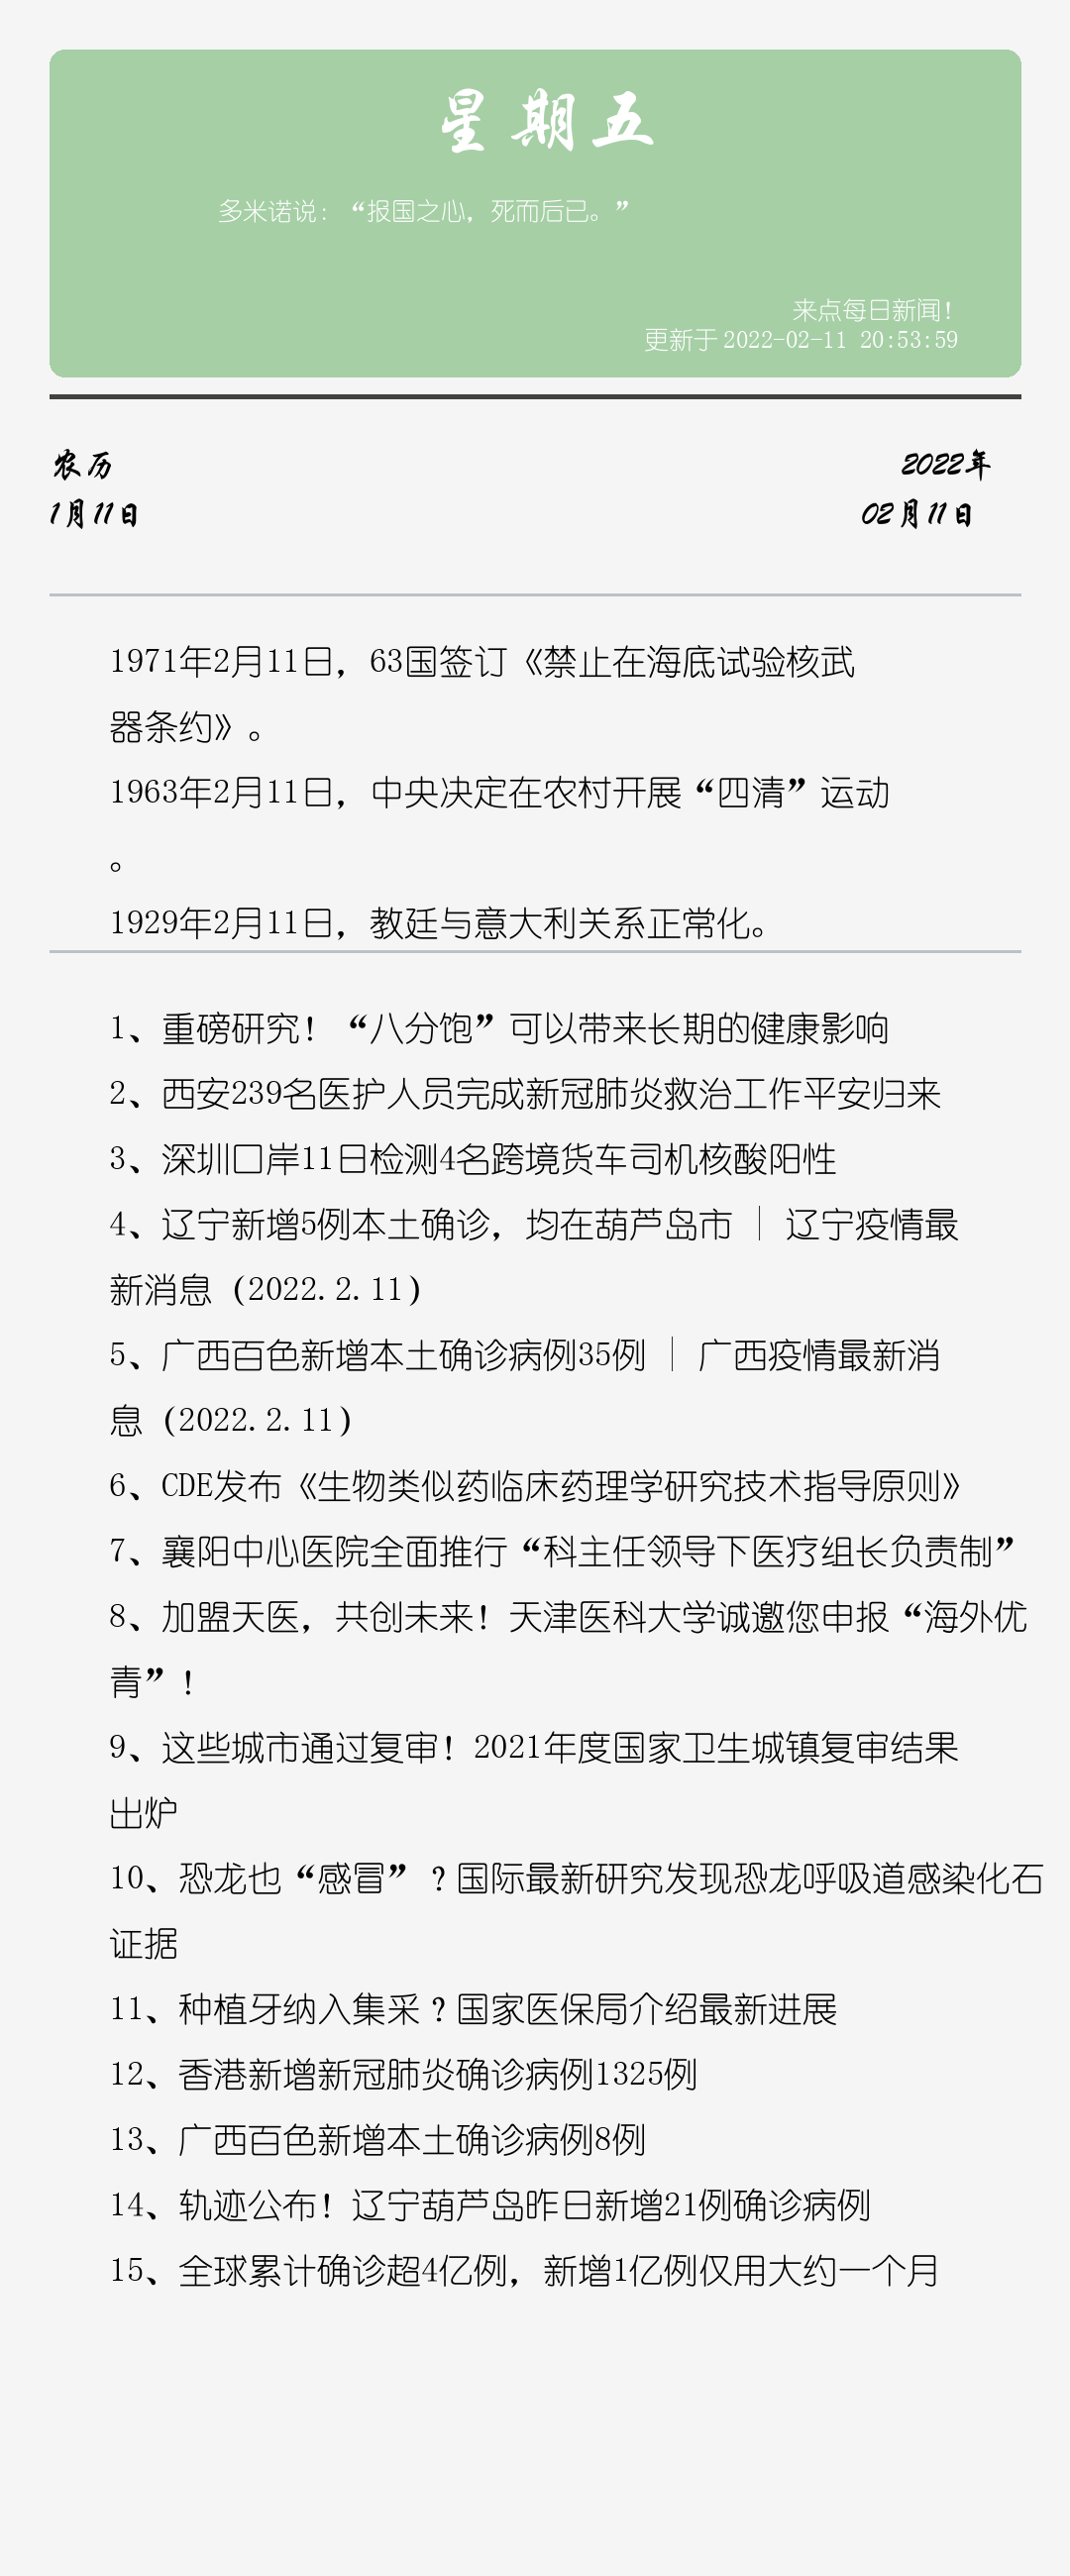 星期五
多米诺说：“报国之心，死而后已。”
来点每日新闻！
更新于 2022-02-11 20:53:59
农历
2022年
1月11日
02月11日
1971年2月11日，63国签订《禁止在海底试验核武
器条约》。
1963年2月11日，中央决定在农村开展“四清”运动
。
1929年2月11日，教廷与意大利关系正常化。
1、重磅研究！“八分饱”可以带来长期的健康影响
2、西安239名医护人员完成新冠肺炎救治工作平安归来
3、深圳口岸11日检测4名跨境货车司机核酸阳性
4、辽宁新增5例本土确诊，均在葫芦岛市｜辽宁疫情最
新消息（2022.2.11）
5、广西百色新增本土确诊病例35例｜广西疫情最新消
息（2022.2.11）
6、CDE发布《生物类似药临床药理学研究技术指导原则》
7、襄阳中心医院全面推行“科主任领导下医疗组长负责制”
8、加盟天医，共创未来！天津医科大学诚邀您申报“海外优
青”！
9、这些城市通过复审！2021年度国家卫生城镇复审结果
出炉
10、恐龙也“感冒”？国际最新研究发现恐龙呼吸道感染化石
证据
11、种植牙纳入集采？国家医保局介绍最新进展
12、香港新增新冠肺炎确诊病例1325例
13、广西百色新增本土确诊病例8例
14、轨迹公布！辽宁葫芦岛昨日新增21例确诊病例
15、全球累计确诊超4亿例，新增1亿例仅用大约一个月